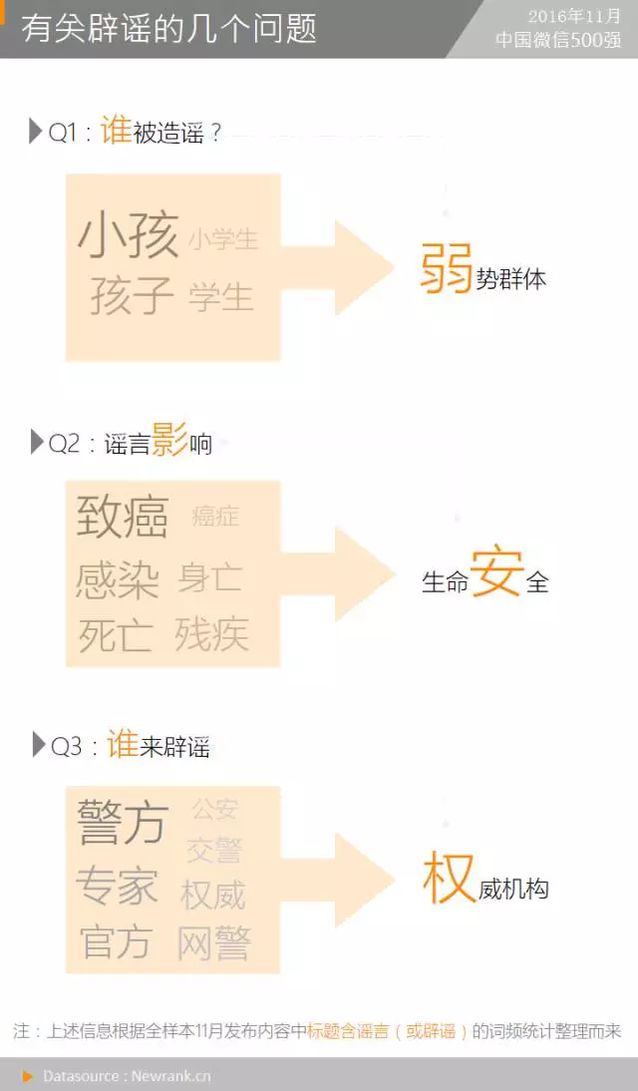 有关辟谣的几个问题
2016年11月
中国微信500强
Q1：谁被造谣？
小孩 小学生
孩子 学生
弱势群体
Q2：谣言影响
致癌 癌症
感染 身亡
死亡 残疾
生命安全
Q3：谁来辟谣
警方 公安
交警
专家 权威
官方 网警
权威机构
注：上述信息根据全样本11月发布内容中标题含谣言（或辟谣）的词频统计整理而来
Datasource : Newrank.cn